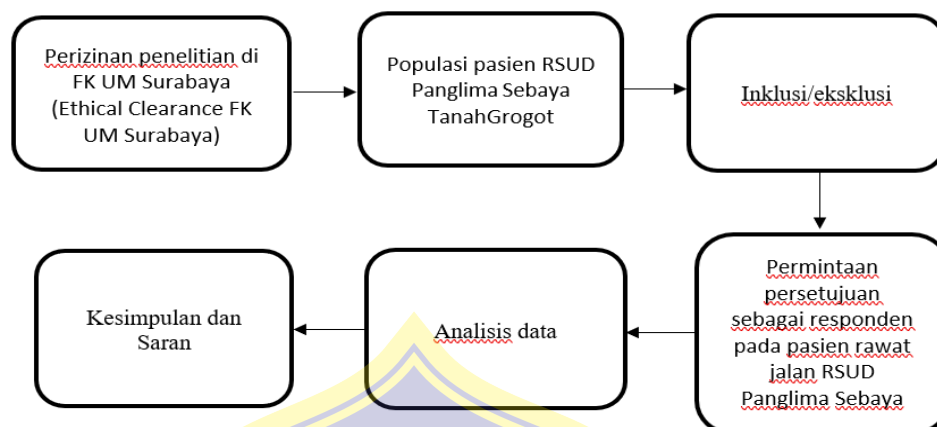 Perizinan penelitian di
FK UM Surabaya
(Ethical Clearance FK
UM Surabaya)
Populasi pasien RSUD
Panglima Sebaya
TanahGrogot
Inklusi/eksklusi
Permintaan
persetujuan
sebagai responden
pada pasien rawat
jalan RSUD
Panglima Sebaya
Analisis data
Kesimpulan dan
Saran